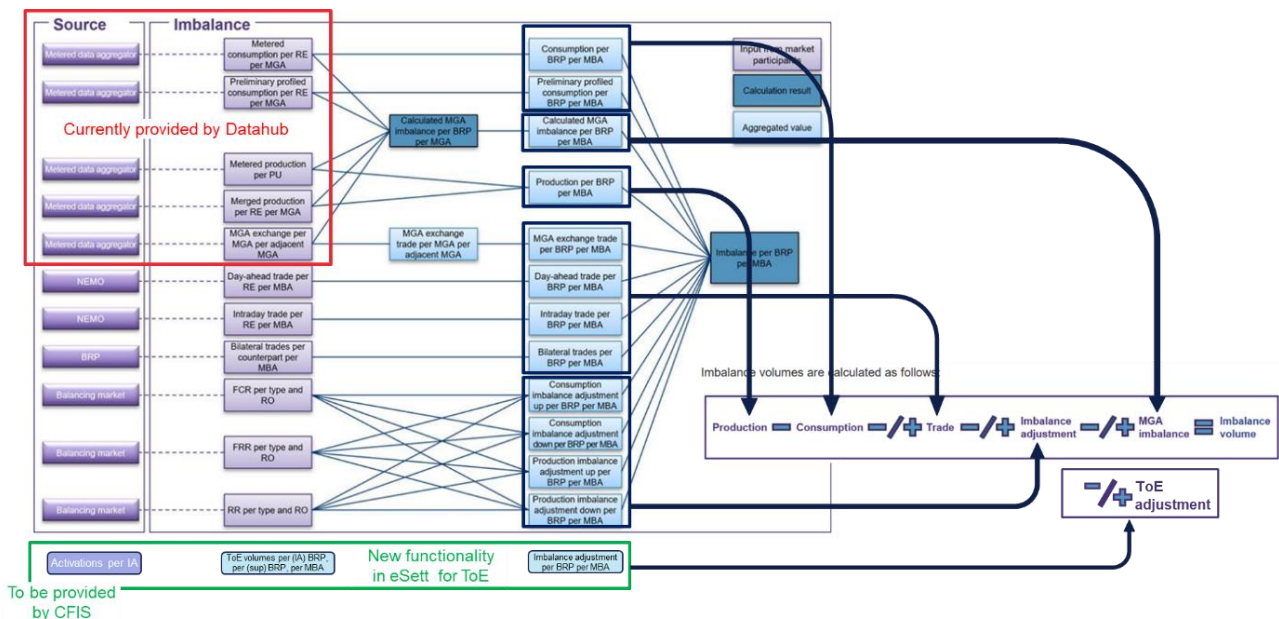 Source
Imbalance
Metered data aggregator
Metered
consumption per RE
per MGA
Consumption per
BRP per MBA
Input from market
participants
Metered data aggregator
Preliminary profiled
consumption per RE
per MGA
Preliminary profiled
consumption per
BRP per MBA
Calculation result
Currently provided by Datahub
Calculated MGA
imbalance per BRP
per MGA
Calculated MGA
imbalance per BRP
per MBA
Aggregated value
Metered data aggregator
Metered production
per PU
Production per BRP
per MBA
Metered data aggregator
Merged production
per RE per MGA
Metered data aggregator
MGA exchange per
MGA per adjacent
MGA
MGA exchange
trade per MGA per
adjacent MGA
MGA exchange trade
per BRP per MBA
Imbalance per BRP
per MBA
NEMO
Day-ahead trade per
RE per MBA
Day-ahead trade per
BRP per MBA
NEMO
Intraday trade per
RE per MBA
Intraday trade per
BRP per MBA
BRP
Bilateral trades per
counterpart per
MBA
Bilateral trades per
BRP per MBA
Imbalance volumes are calculated as follows:
Balancing market
FCR per type and
RO
Consumption
imbalance adjustment
up per BRP per MBA
Consumption
imbalance adjustment
down per BRP per MBA
Production - Consumption -/+ Trade -/+ Imbalance
adjustment -/+ MGA
imbalance = Imbalance
volume
Balancing market
FRR per type and
RO
Production imbalance
adjustment up per
BRP per MBA
Balancing market
RR per type and RO
Production imbalance
adjustment down per
BRP per MBA
-/+ ToE
adjustment
Activations per IA
ToE volumes per (IA) BRP,
per (sup) BRP, per MBA
New functionality
in eSett for ToE
Imbalance adjustment
per BRP per MBA
To be provided
by CFIS